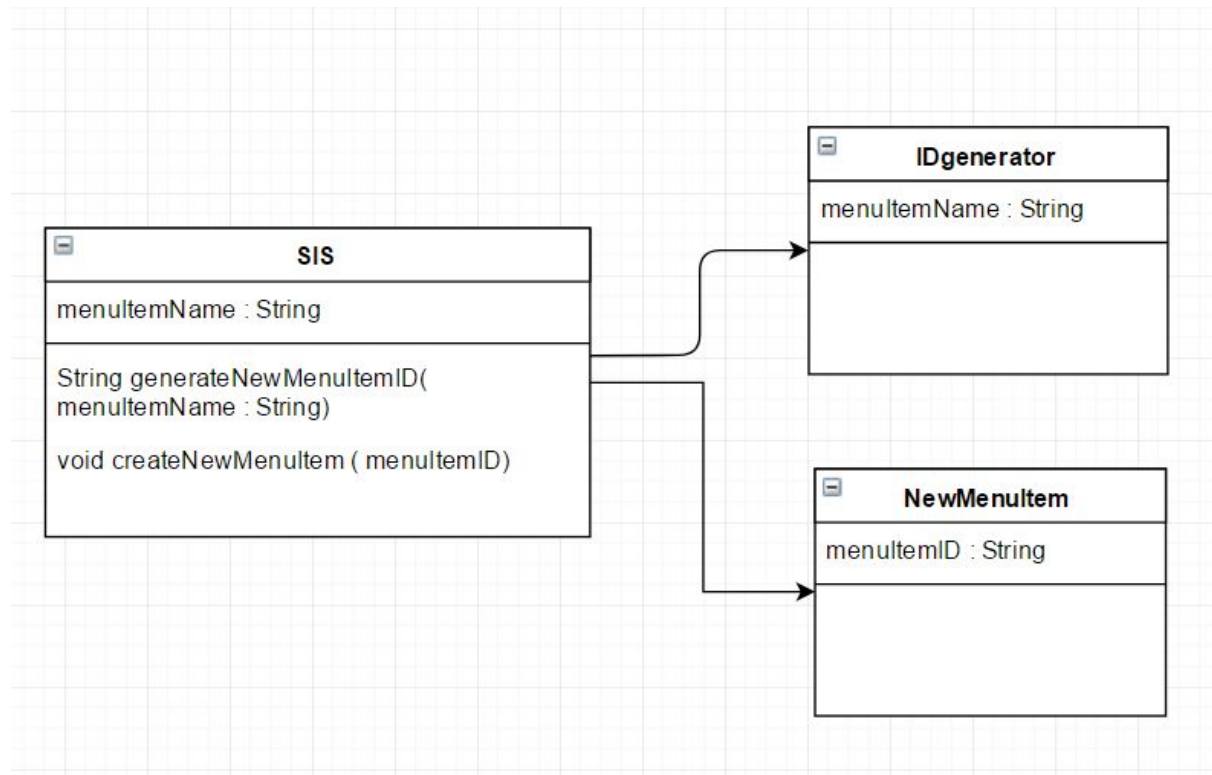 SIS
menuItemName : String
String generateNewMenuItemID(
menuItemName : String)
void createNewMenuItem ( menuItemID)
IDgenerator
menuItemName : String
NewMenuItem
menuItemID : String